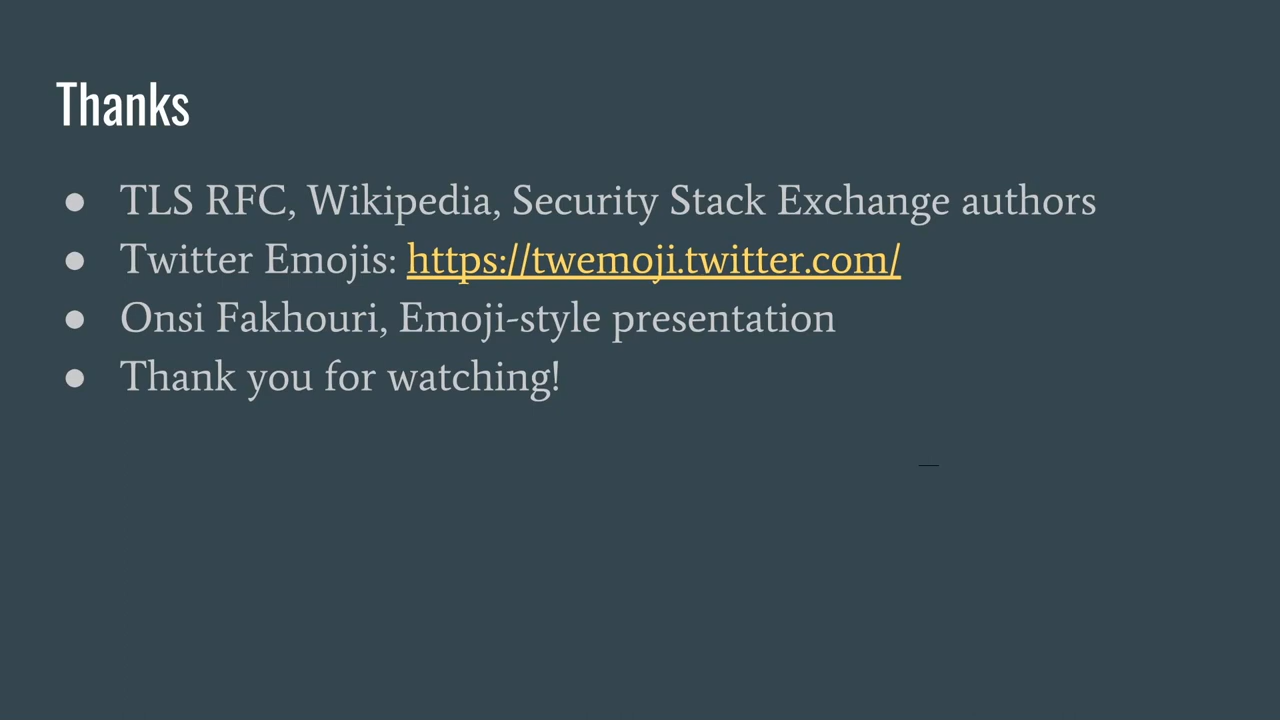 Thanks
● TLS RFC, Wikipedia, Security Stack Exchange authors
● Twitter Emojis: https://twemoji.twitter.com/
● Onsi Fakhouri, Emoji-style presentation
● Thank you for watching!